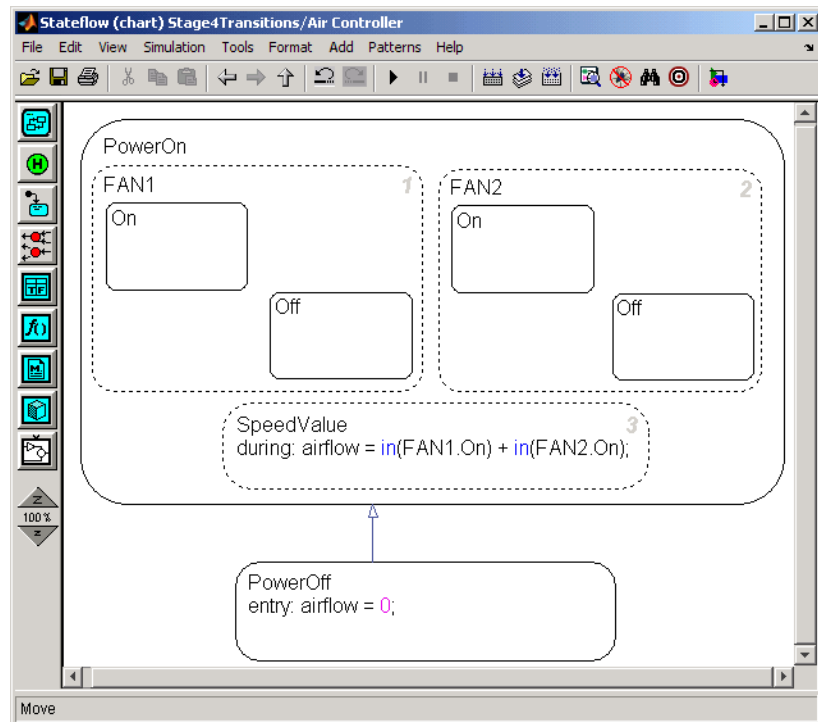 Stateflow (chart) Stage4Transitions/Air Controller
File Edit View Simulation Tools Format Add Patterns Help
PowerOn
FAN1 1
FAN2 2
On
On
Off
Off
SpeedValue 3
during: airflow = in(FAN1.On) + in(FAN2.On);
PowerOff
entry: airflow = 0;
H
TF
f()
M
Z
100 %
Z
Move